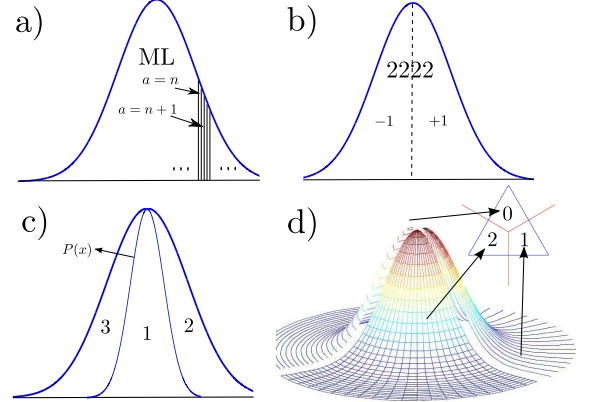 a)
ML
a = n
a = n + 1
...
...
b)
2222
−1
+1
c)
P(x)
3
1
2
d)
0
2
1